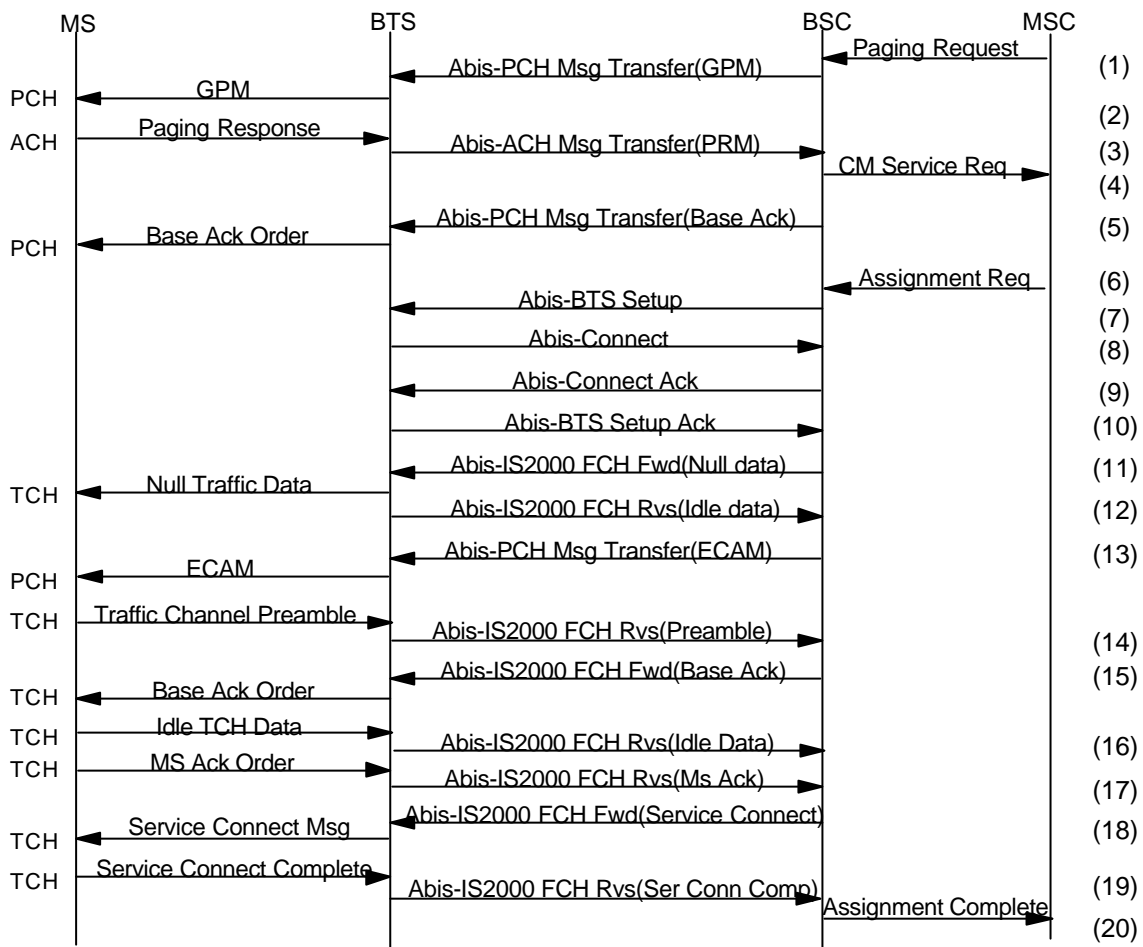 MS BTS BSC MSC
Paging Request
(1)
Abis-PCH Msg Transfer(GPM)
PCH GPM
(2)
ACH Paging Response
Abis-ACH Msg Transfer(PRM) (3)
CM Service Req
(4)
Abis-PCH Msg Transfer(Base Ack) (5)
PCH Base Ack Order
Assignment Req (6)
Abis-BTS Setup
(7)
Abis-Connect (8)
Abis-Connect Ack (9)
Abis-BTS Setup Ack (10)
Abis-IS2000 FCH Fwd(Null data) (11)
TCH Null Traffic Data
Abis-IS2000 FCH Rvs(Idle data) (12)
Abis-PCH Msg Transfer(ECAM) (13)
PCH ECAM
TCH Traffic Channel Preamble
Abis-IS2000 FCH Rvs(Preamble) (14)
Abis-IS2000 FCH Fwd(Base Ack) (15)
TCH Base Ack Order
TCH Idle TCH Data
Abis-IS2000 FCH Rvs(Idle Data) (16)
TCH MS Ack Order
Abis-IS2000 FCH Rvs(Ms Ack) (17)
Abis-IS2000 FCH Fwd(Service Connect) (18)
TCH Service Connect Msg
TCH Service Connect Complete
Abis-IS2000 FCH Rvs(Ser Conn Comp) (19)
Assignment Complete
(20)